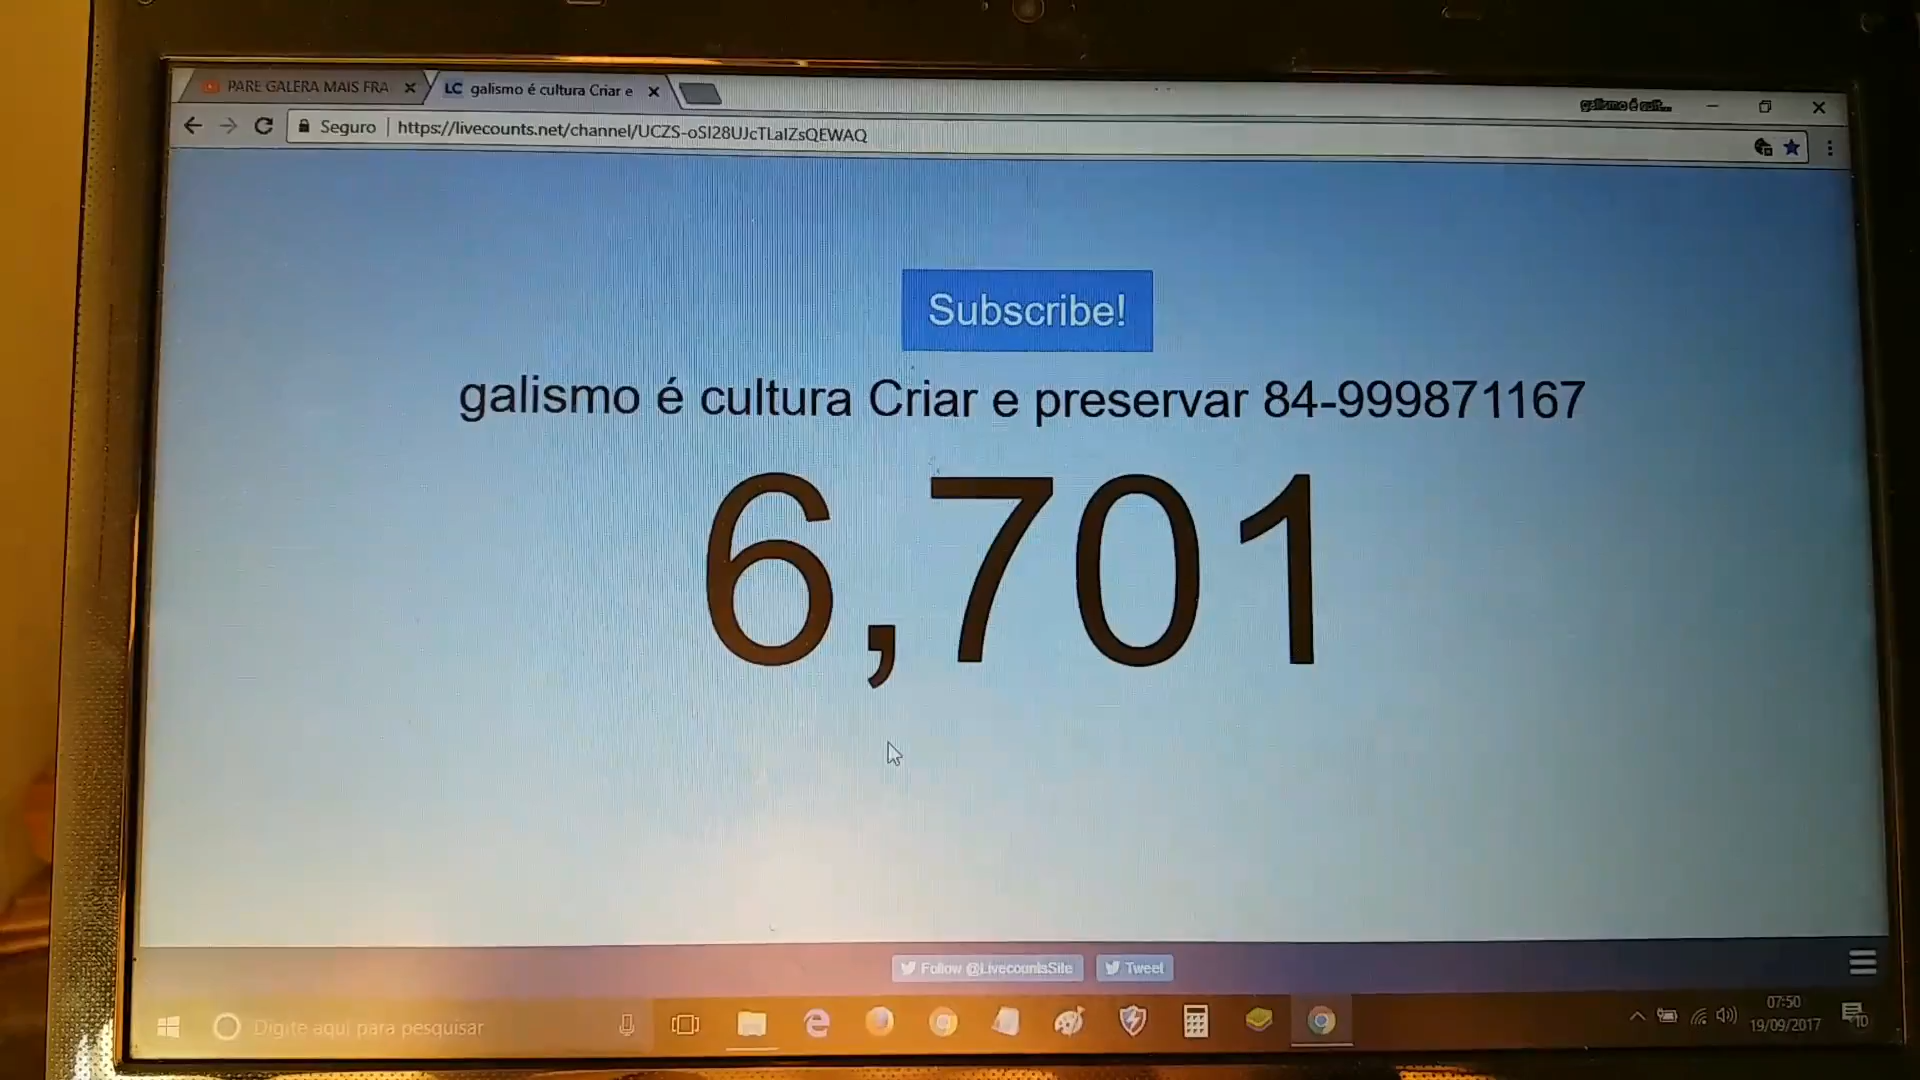 PARE GALERA MAIS FRA
LC galismo é cultura Criar e
Seguro | https://livecounts.net/channel/UCZS-oSI28UJcTLaIZsQEWAQ
Subscribe!
galismo é cultura Criar e preservar 84-999871167
6,701
Follow @LivecountsSite
Tweet
Digite aqui para pesquisar
07:50
19/09/2017